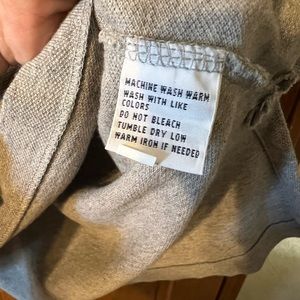 MACHINE WASH WARM
WASH WITH LIKE
COLORS
DO NOT BLEACH
TUMBLE DRY LOW
WARM IRON IF NEEDED